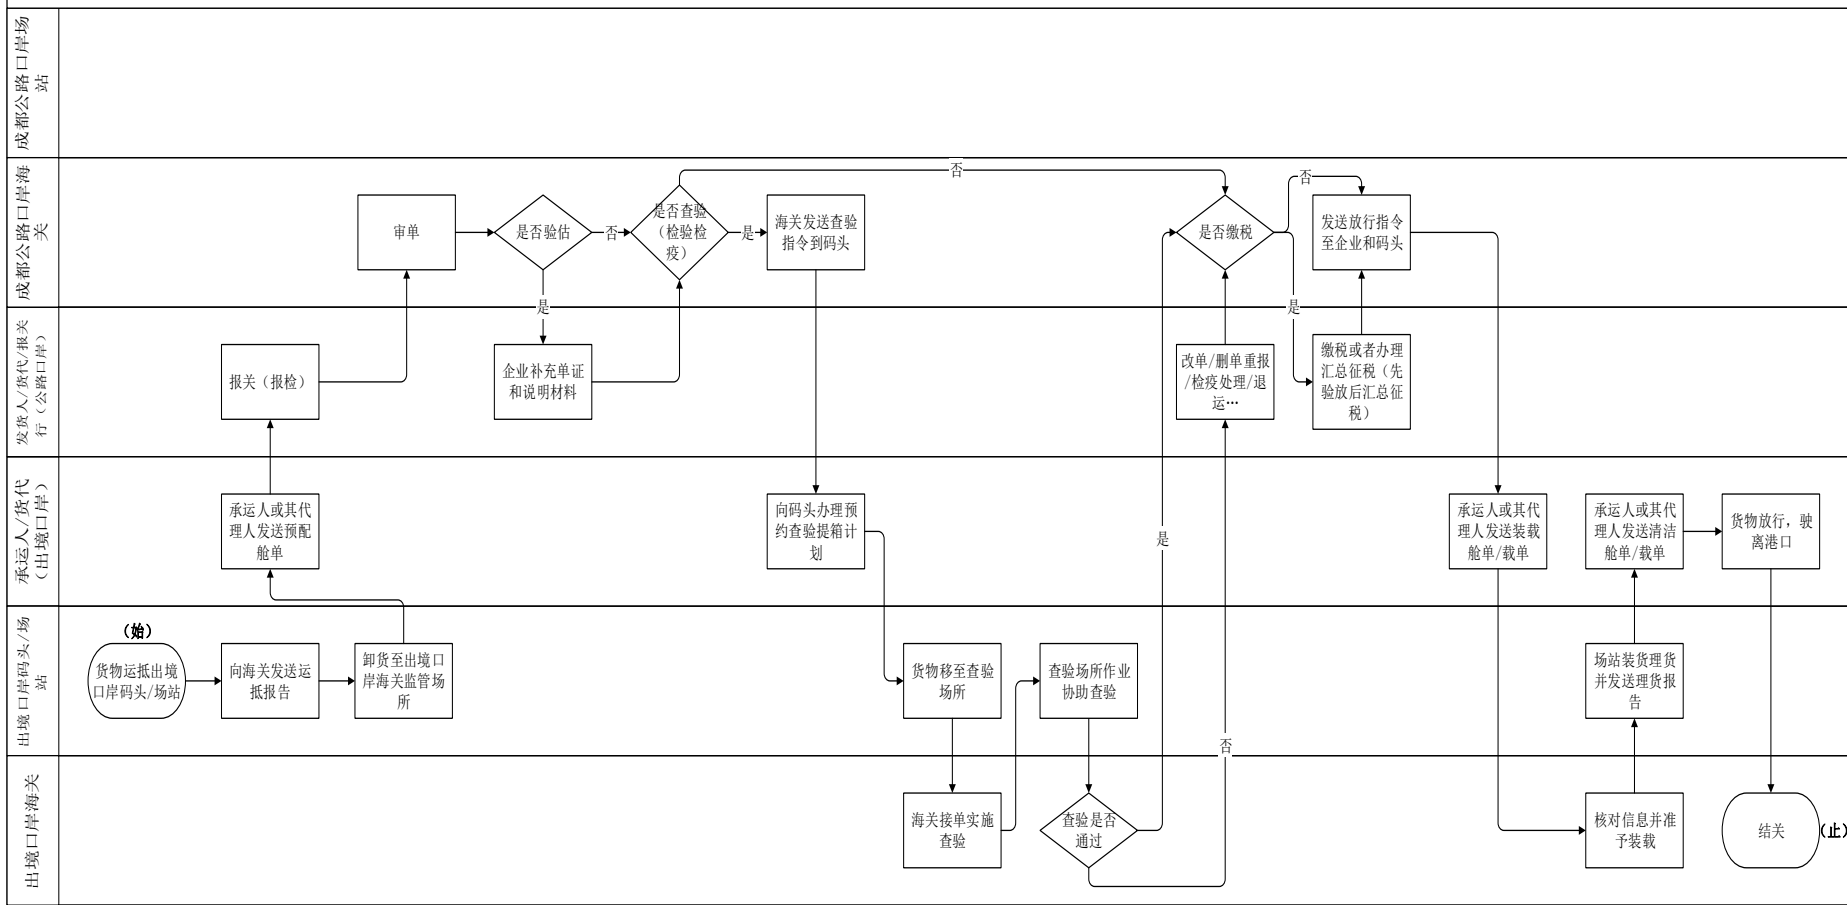 成都公路口岸场
站
成都公路口岸海
关
否
审单
是否验估
否
是否查验
（检验检
疫）
是
海关发送查验
指令到码头
是否缴税
否
发送放行指令
至企业和码头
发货人/货代/报关
行（公路口岸）
报关（报检）
是
企业补充单证
和说明材料
改单/删单重报
/检疫处理/退
运…
是
缴税或者办理
汇总征税（先
验放后汇总征
税）
承运人/货代
（出境口岸）
承运人或其代
理人发送预配
舱单
向码头办理预
约查验提箱计
划
是
承运人或其代
理人发送装载
舱单/载单
承运人或其代
理人发送清洁
舱单/载单
货物放行，驶
离港口
出境口岸码头/场
站
(始)
货物运抵出境
口岸码头/场站
向海关发送运
抵报告
卸货至出境口
岸海关监管场
所
货物移至查验
场所
查验场所作业
协助查验
否
场站装货理货
并发送理货报
告
出境口岸海关
海关接单实施
查验
查验是否
通过
核对信息并准
予装载
结关
(止)